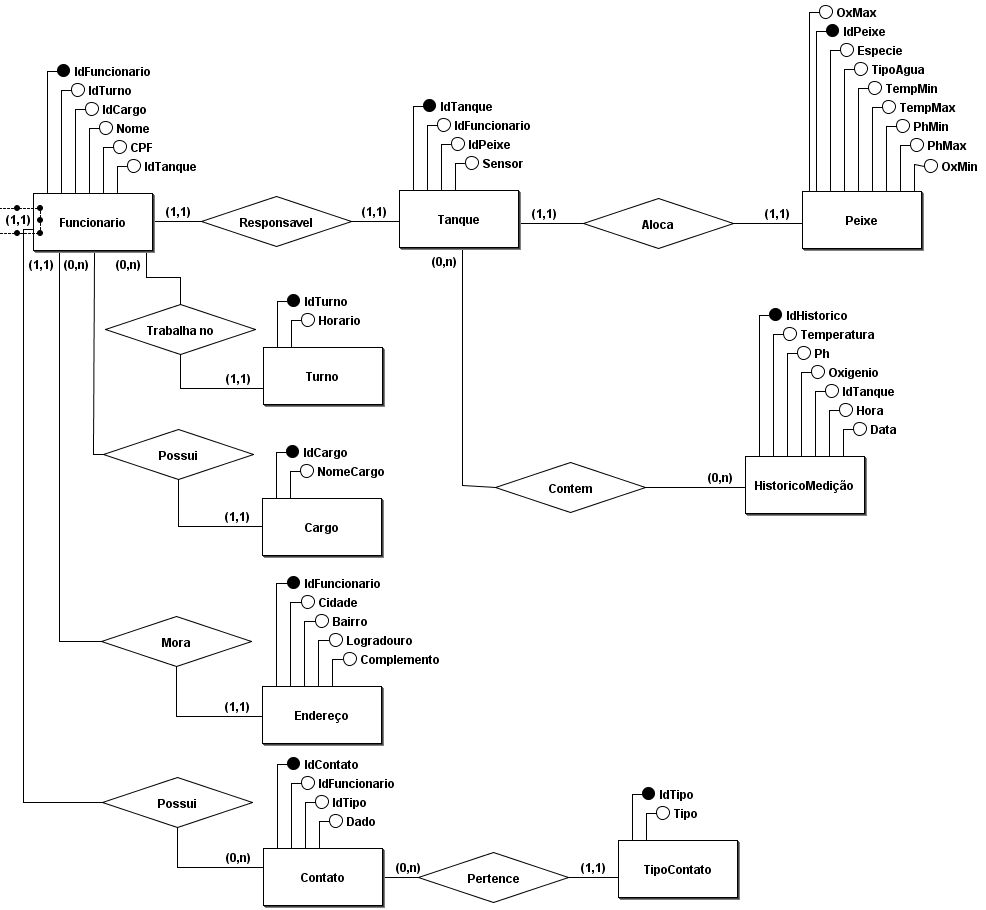 OxMax
IdPeixe
Especie
TipoAgua
TempMin
TempMax
PhMin
PhMax
OxMin
IdFuncionario
IdTurno
IdCargo
Nome
CPF
IdTanque
IdTanque
IdFuncionario
IdPeixe
Sensor
(1,1)
Funcionario
(1,1)
Responsavel
(1,1)
Tanque
(1,1)
Aloca
(1,1)
Peixe
(1,1)
(0,n)
(0,n)
(0,n)
Trabalha no
IdTurno
Horario
(1,1)
Turno
IdHistorico
Temperatura
Ph
Oxigenio
IdTanque
Hora
Data
Contem
(0,n)
HistoricoMedição
Possui
IdCargo
NomeCargo
(1,1)
Cargo
Mora
IdFuncionario
Cidade
Bairro
Logradouro
Complemento
(1,1)
Endereço
Possui
IdContato
IdFuncionario
IdTipo
Dado
(0,n)
Contato
(0,n)
Pertence
(1,1)
IdTipo
Tipo
TipoContato